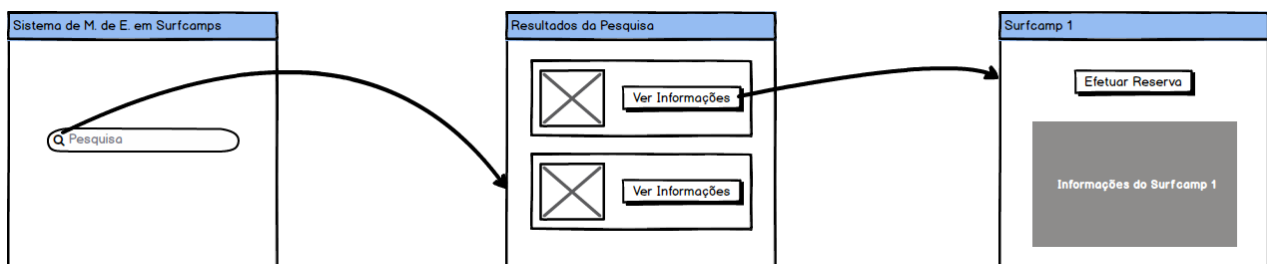 Sistema de M. de E. em Surfcamps
Pesquisa
Resultados da Pesquisa
Ver Informações
Ver Informações
Surfcamp 1
Efetuar Reserva
Informações do Surfcamp 1